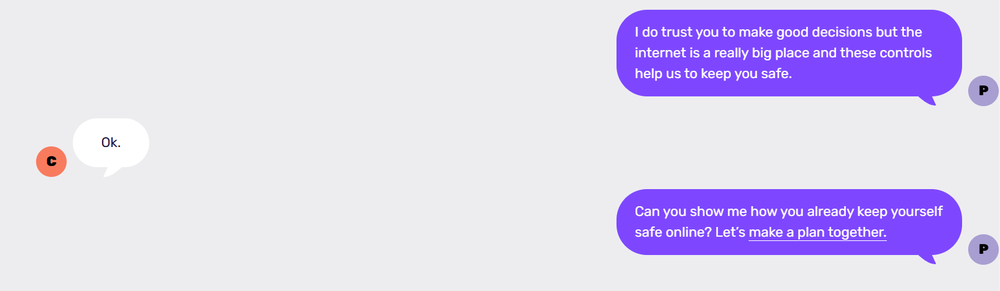 I do trust you to make good decisions but the
internet is a really big place and these controls
help us to keep you safe.
P
Ok.
C
Can you show me how you already keep yourself
safe online? Let’s make a plan together.
P